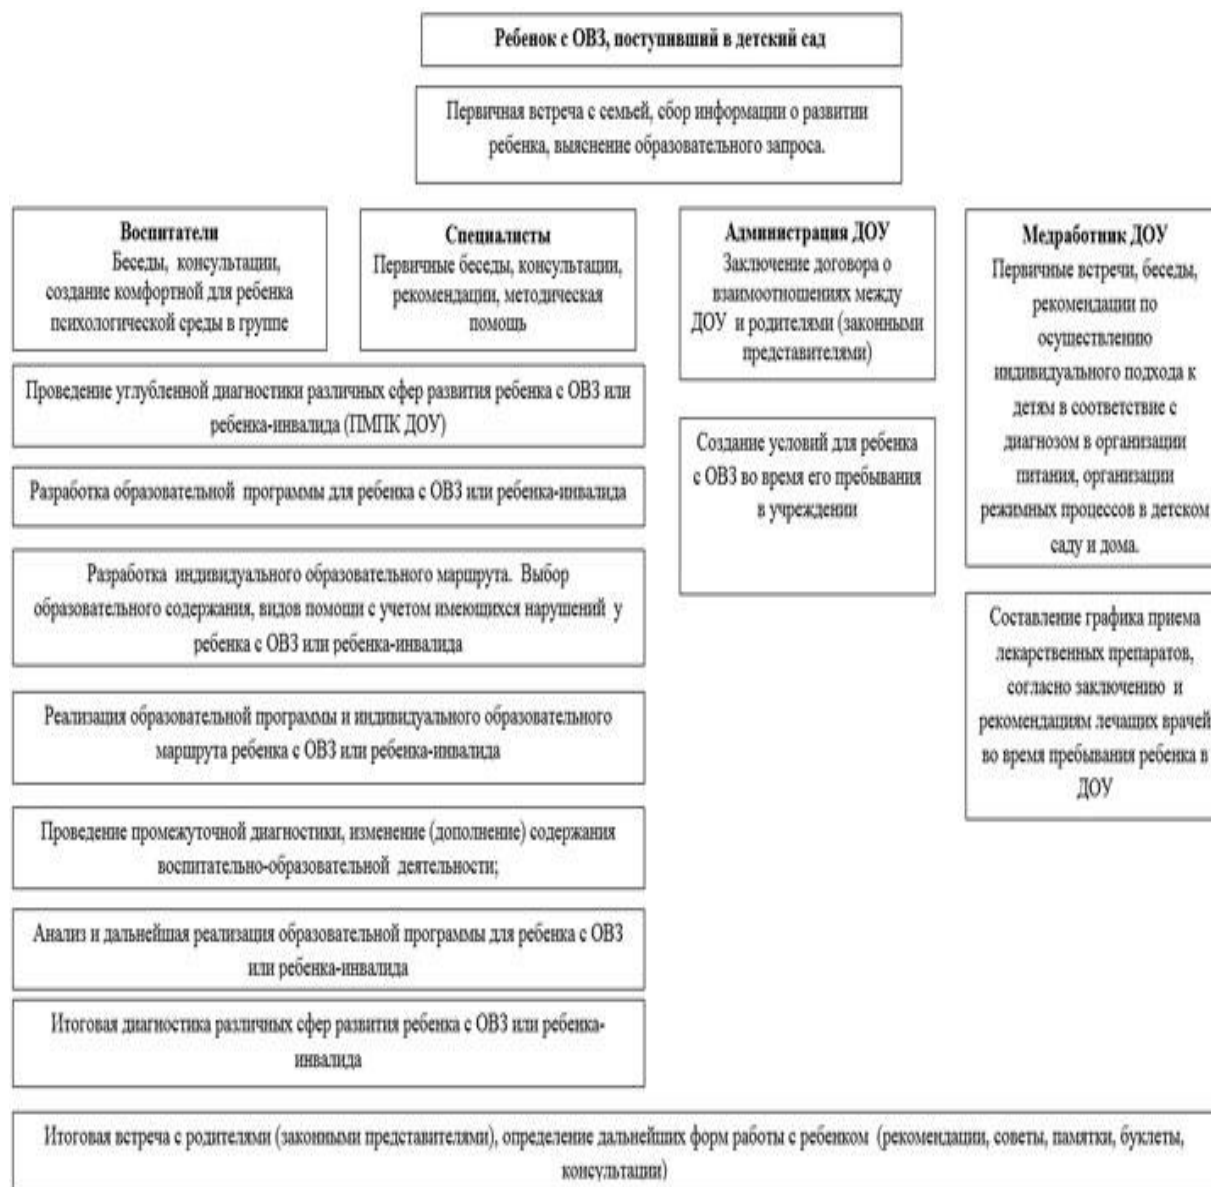 Ребенок с ОВЗ, поступивший в детский сад
Первичная встреча с семьей, сбор информации о развитии
ребенка, выяснение образовательного запроса.
Воспитатели
Беседы, консультации,
создание комфортной для ребенка
психологической среды в группе
Специалисты
Первичные беседы, консультации,
рекомендации, методическая
помощь
Администрация ДОУ
Заключение договора о
взаимоотношениях между
ДОУ и родителями (законными
представителями)
Медработник ДОУ
Первичные встречи, беседы,
рекомендации по
осуществлению
индивидуального подхода к
детям в соответствие с
диагнозом в организации
питания, организации
режимных процессов в детском
саду и дома.
Проведение углубленной диагностики различных сфер развития ребенка с ОВЗ или
ребенка-инвалида (ПМПК ДОУ)
Создание условий для ребенка
с ОВЗ во время его пребывания
в учреждении
Разработка образовательной программы для ребенка с ОВЗ или ребенка-инвалида
Разработка индивидуального образовательного маршрута. Выбор
образовательного содержания, видов помощи с учетом имеющихся нарушений у
ребенка с ОВЗ или ребенка-инвалида
Составление графика приема
лекарственных препаратов,
согласно заключению и
рекомендациям лечащих врачей
во время пребывания ребенка в
ДОУ
Реализация образовательной программы и индивидуального образовательного
маршрута ребенка с ОВЗ или ребенка-инвалида
Проведение промежуточной диагностики, изменение (дополнение) содержания
воспитательно-образовательной деятельности;
Анализ и дальнейшая реализация образовательной программы для ребенка с ОВЗ
или ребенка-инвалида
Итоговая диагностика различных сфер развития ребенка с ОВЗ или ребенка-
инвалида
Итоговая встреча с родителями (законными представителями), определение дальнейших форм работы с ребенком (рекомендации, советы, памятки, буклеты,
консультации)